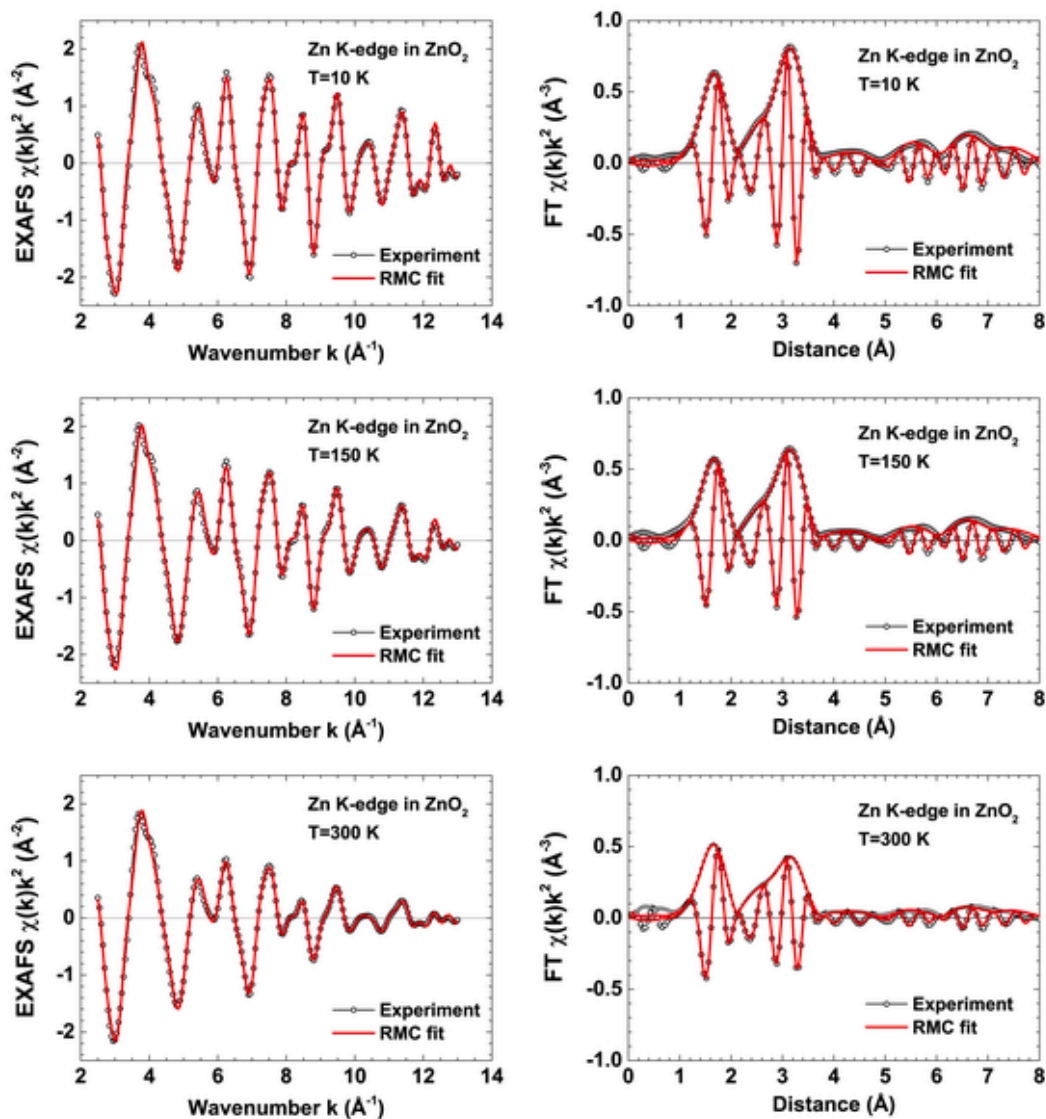 2
1
0
-1
-2
EXAFS χ(k)k² (Å⁻²)
Zn K-edge in ZnO₂
T=10 K
Experiment
RMC fit
2 4 6 8 10 12 14
Wavenumber k (Å⁻¹)
1.0
0.5
0.0
-0.5
-1.0
FT χ(k)k² (Å⁻³)
Zn K-edge in ZnO₂
T=10 K
Experiment
RMC fit
0 1 2 3 4 5 6 7 8
Distance (Å)
2
1
0
-1
-2
EXAFS χ(k)k² (Å⁻²)
Zn K-edge in ZnO₂
T=150 K
Experiment
RMC fit
2 4 6 8 10 12 14
Wavenumber k (Å⁻¹)
1.0
0.5
0.0
-0.5
-1.0
FT χ(k)k² (Å⁻³)
Zn K-edge in ZnO₂
T=150 K
Experiment
RMC fit
0 1 2 3 4 5 6 7 8
Distance (Å)
2
1
0
-1
-2
EXAFS χ(k)k² (Å⁻²)
Zn K-edge in ZnO₂
T=300 K
Experiment
RMC fit
2 4 6 8 10 12 14
Wavenumber k (Å⁻¹)
1.0
0.5
0.0
-0.5
-1.0
FT χ(k)k² (Å⁻³)
Zn K-edge in ZnO₂
T=300 K
Experiment
RMC fit
0 1 2 3 4 5 6 7 8
Distance (Å)